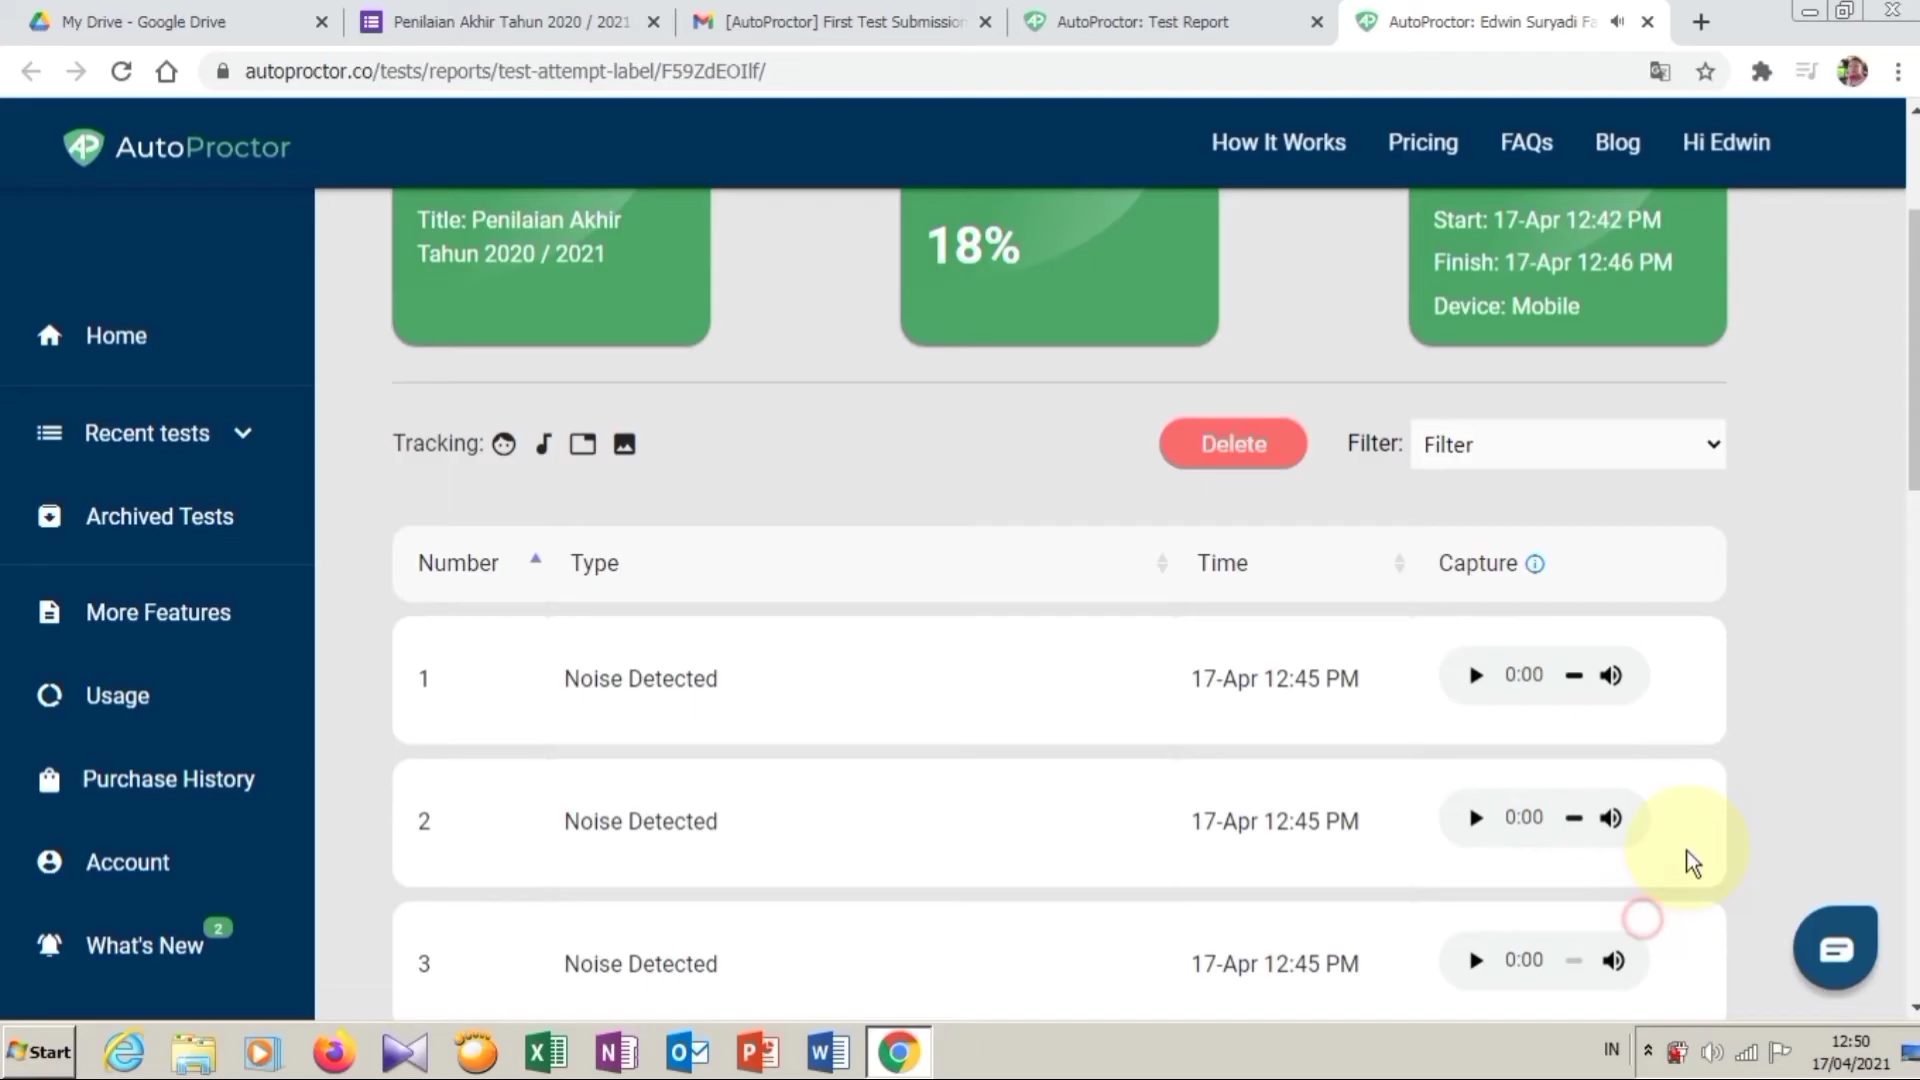 My Drive - Google Drive
Penilaian Akhir Tahun 2020 / 2021
[AutoProctor] First Test Submission
AutoProctor: Test Report
AutoProctor: Edwin Suryadi Fa
autoproctor.co/tests/reports/test-attempt-label/F59ZdEOIlf/
AP AutoProctor
How It Works
Pricing
FAQs
Blog
Hi Edwin
Home
Recent tests
Archived Tests
More Features
Usage
Purchase History
Account
What's New
2
Title: Penilaian Akhir
Tahun 2020 / 2021
18%
Start: 17-Apr 12:42 PM
Finish: 17-Apr 12:46 PM
Device: Mobile
Tracking:
Delete
Filter:
Filter
Number
Type
Time
Capture
1
Noise Detected
17-Apr 12:45 PM
0:00
2
Noise Detected
17-Apr 12:45 PM
0:00
3
Noise Detected
17-Apr 12:45 PM
0:00
Start
IN
12:50
17/04/2021